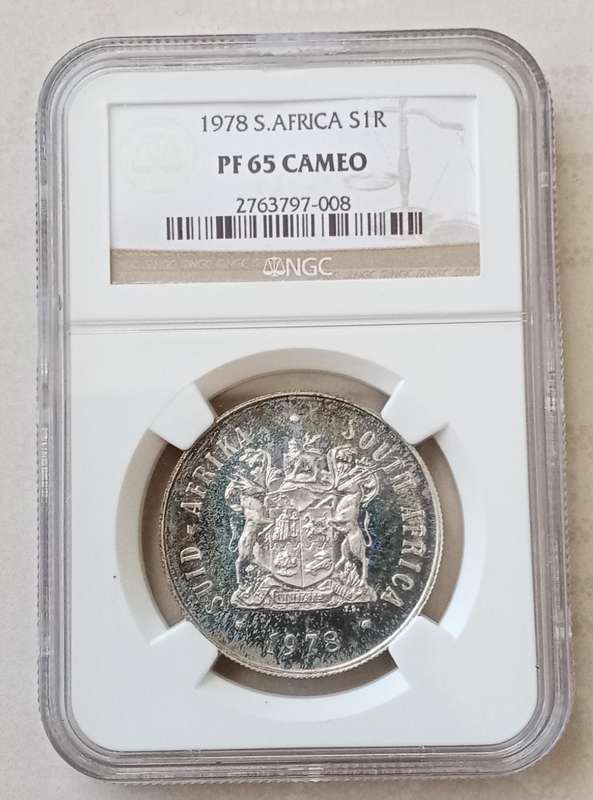 1978 S.AFRICA S1R
PF 65 CAMEO
2763797-008
NGC
SUID-AFRIKA · SOUTH AFRICA
1978